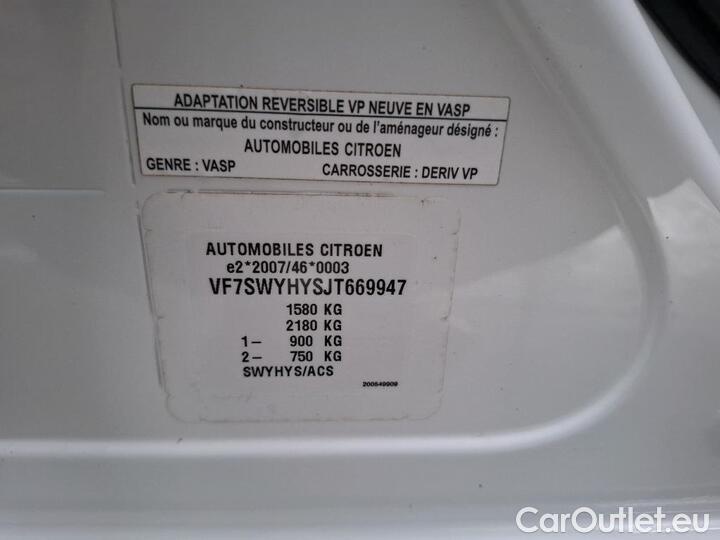 ADAPTATION REVERSIBLE VP NEUVE EN VASP
Nom ou marque du constructeur ou de l'aménageur désigné :
AUTOMOBILES CITROEN
GENRE : VASP CARROSSERIE : DERIV VP
AUTOMOBILES CITROEN
e2*2007/46*0003
VF7SWYHYSJT669947
1580 KG
2180 KG
1- 900 KG
2- 750 KG
SWYHYS/ACS
200649909
CarOutlet.eu